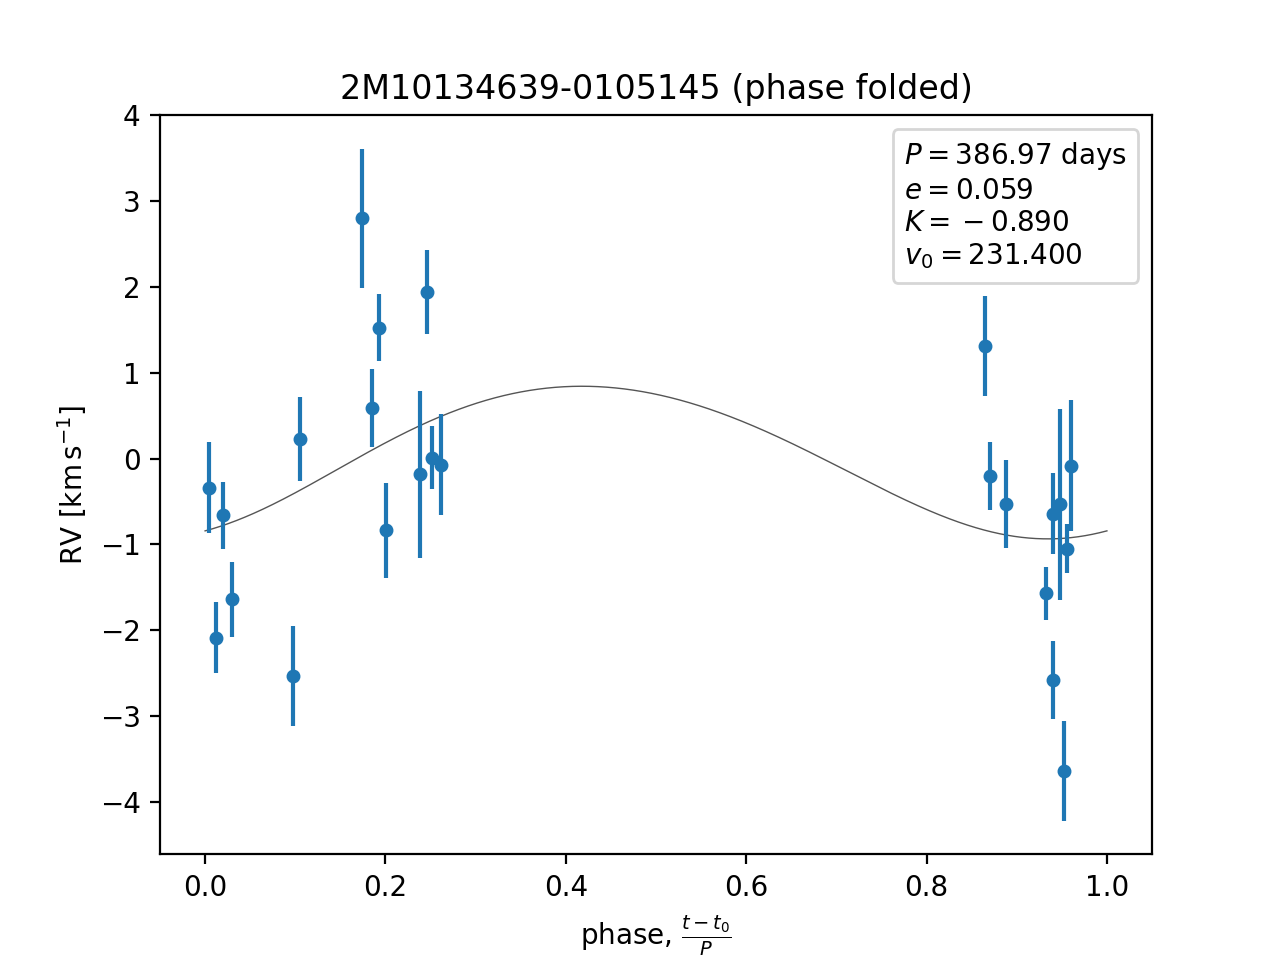 2M10134639-0105145 (phase folded)
P = 386.97 days
e = 0.059
K = −0.890
v₀ = 231.400
4
3
2
1
0
−1
−2
−3
−4
RV [km s⁻¹]
0.0 0.2 0.4 0.6 0.8 1.0
phase, (t − t₀)/P